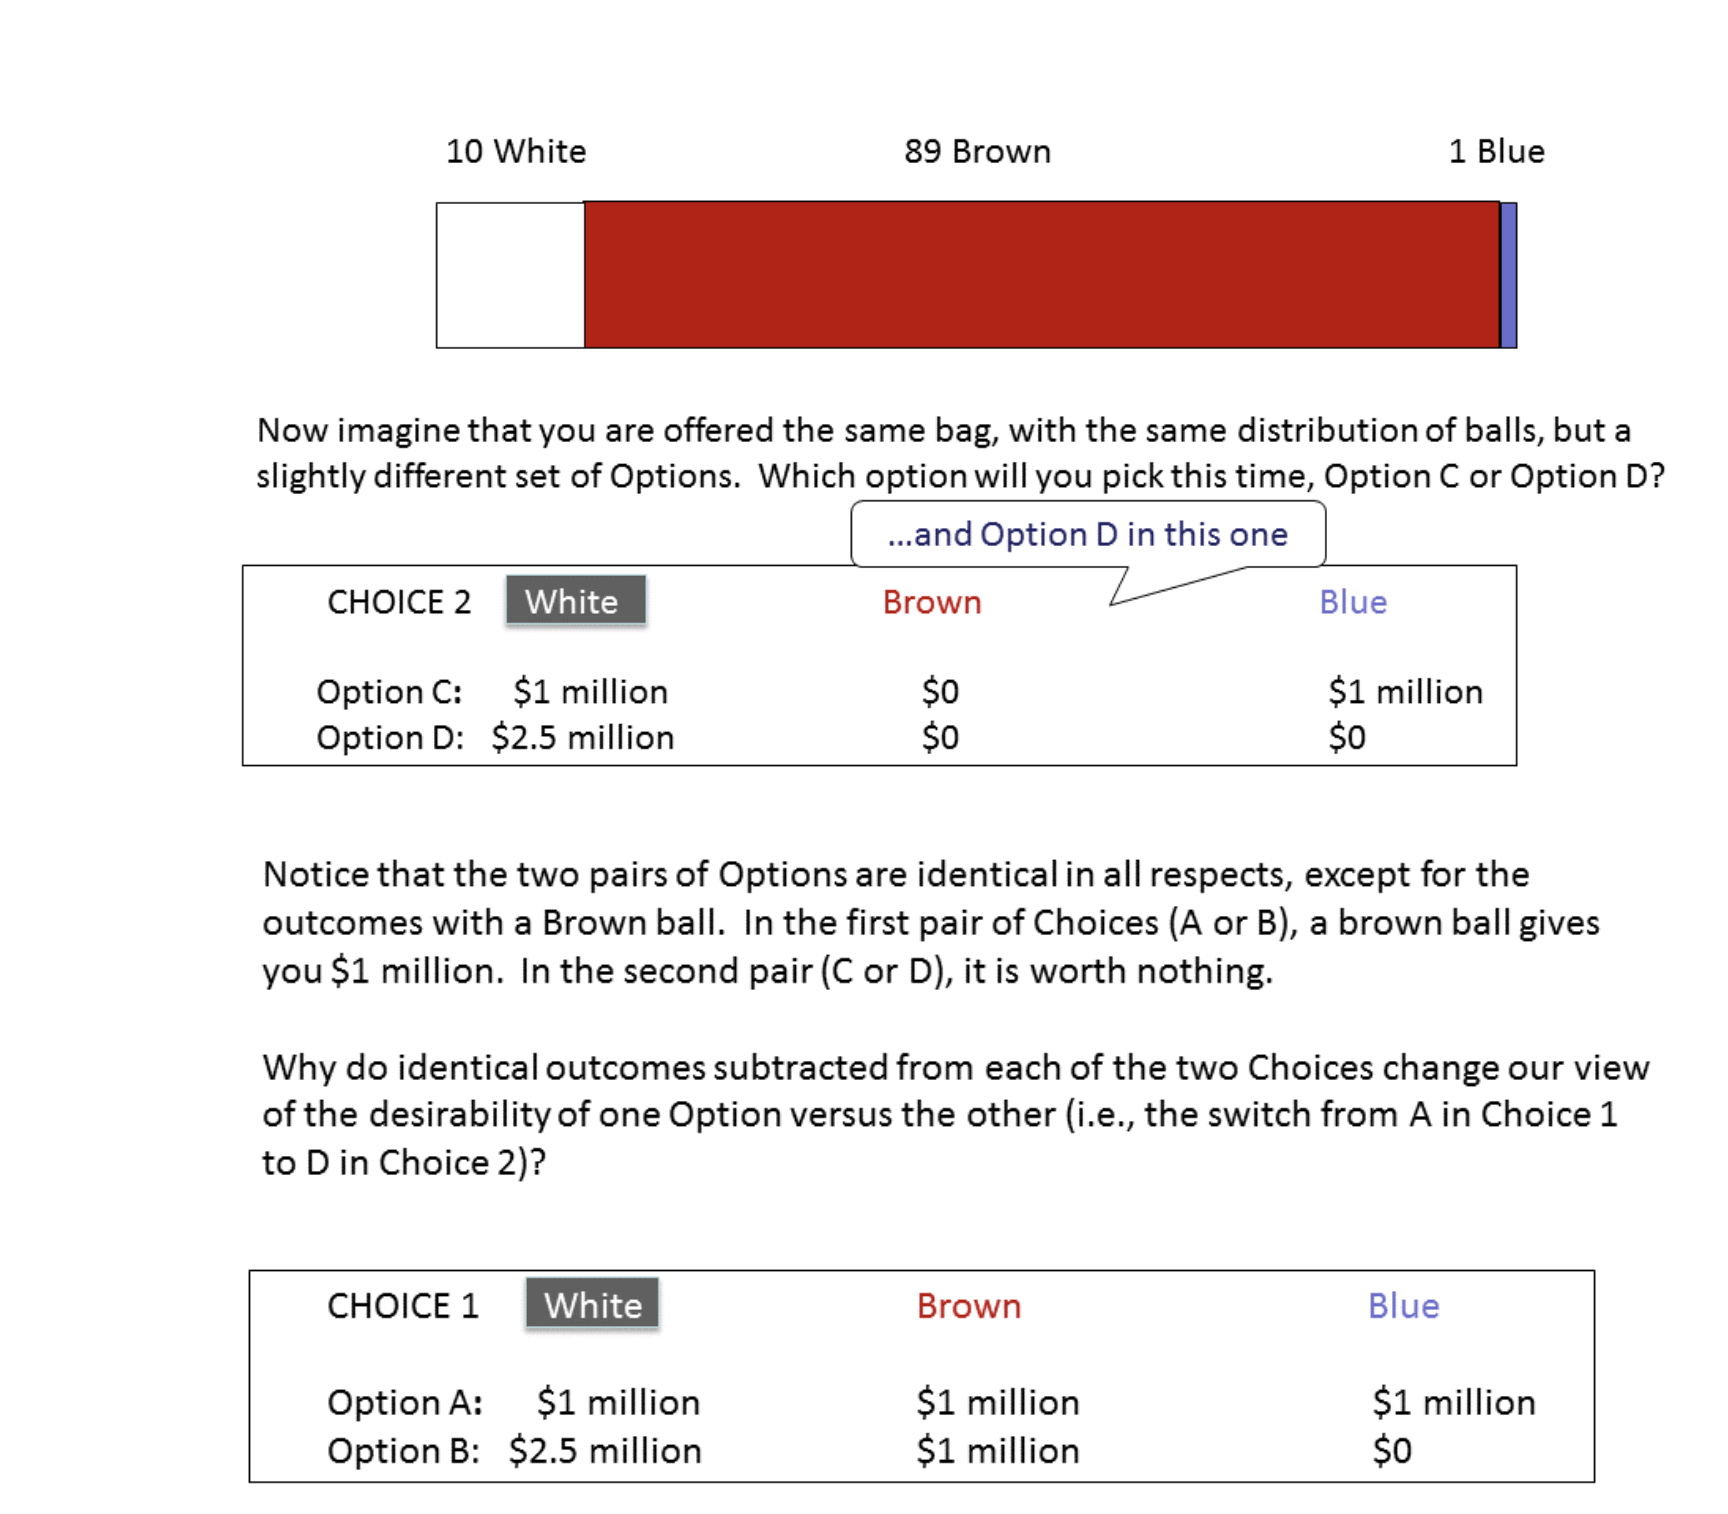 10 White 89 Brown 1 Blue
Now imagine that you are offered the same bag, with the same distribution of balls, but a
slightly different set of Options.  Which option will you pick this time, Option C or Option D?
...and Option D in this one
CHOICE 2 White Brown Blue
Option C: $1 million $0 $1 million
Option D: $2.5 million $0 $0
Notice that the two pairs of Options are identical in all respects, except for the
outcomes with a Brown ball.  In the first pair of Choices (A or B), a brown ball gives
you $1 million.  In the second pair (C or D), it is worth nothing.
Why do identical outcomes subtracted from each of the two Choices change our view
of the desirability of one Option versus the other (i.e., the switch from A in Choice 1
to D in Choice 2)?
CHOICE 1 White Brown Blue
Option A: $1 million $1 million $1 million
Option B: $2.5 million $1 million $0